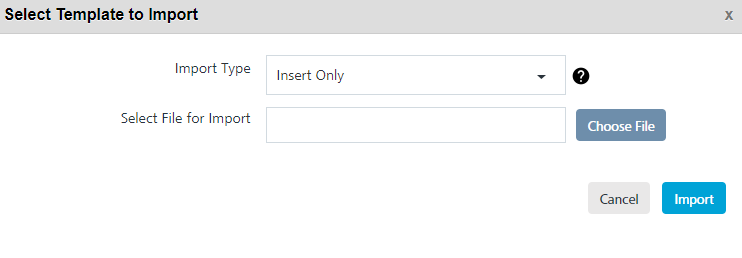 Select Template to Import x
Import Type Insert Only ?
Select File for Import Choose File
Cancel Import